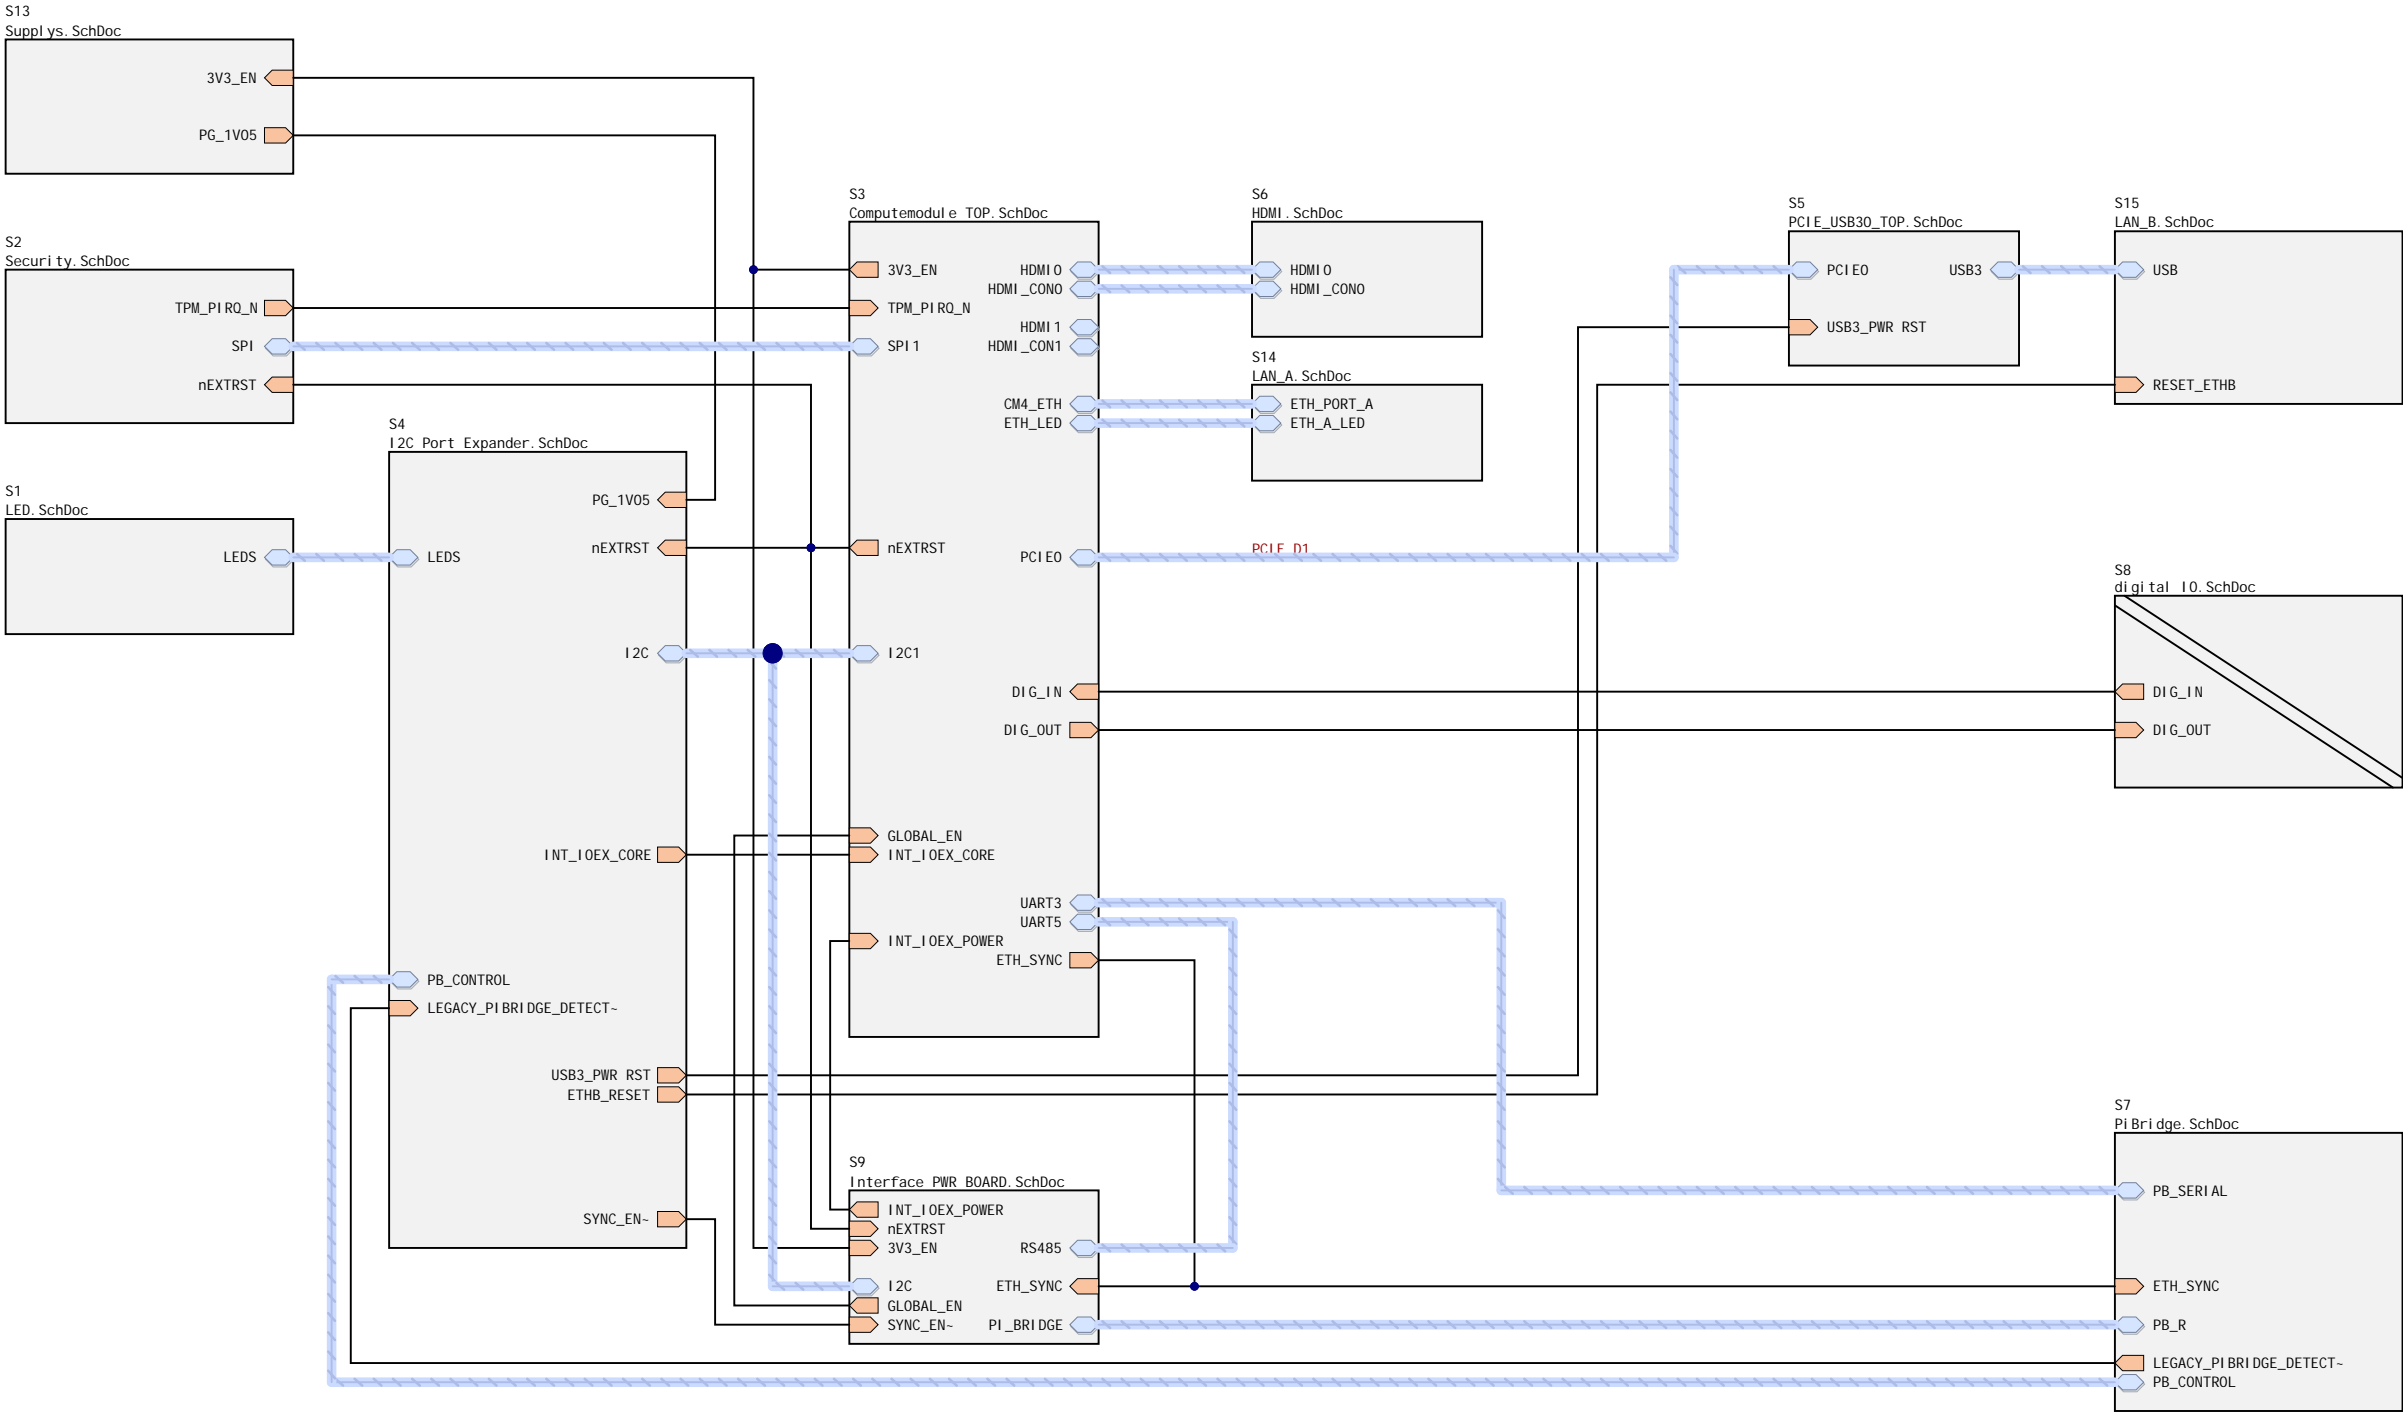 S13
Supplys.SchDoc
3V3_EN
PG_1V05
S2
Security.SchDoc
TPM_PIRQ_N
SPI
nEXTRST
S1
LED.SchDoc
LEDS
S4
I2C Port Expander.SchDoc
PG_1V05
nEXTRST
LEDS
I2C
INT_IOEX_CORE
PB_CONTROL
LEGACY_PIBRIDGE_DETECT~
USB3_PWR RST
ETHB_RESET
SYNC_EN~
S3
Computemodule TOP.SchDoc
3V3_EN
HDMI0
HDMI_CON0
TPM_PIRQ_N
HDMI1
SPI1
HDMI_CON1
CM4_ETH
ETH_LED
nEXTRST
PCIE0
I2C1
DIG_IN
DIG_OUT
GLOBAL_EN
INT_IOEX_CORE
UART3
UART5
INT_IOEX_POWER
ETH_SYNC
S9
Interface PWR BOARD.SchDoc
INT_IOEX_POWER
nEXTRST
3V3_EN
RS485
I2C
ETH_SYNC
GLOBAL_EN
SYNC_EN~
PI_BRIDGE
S6
HDMI.SchDoc
HDMI0
HDMI_CON0
S14
LAN_A.SchDoc
ETH_PORT_A
ETH_A_LED
PCIE_D1
S5
PCIE_USB30_TOP.SchDoc
PCIE0
USB3
USB3_PWR RST
S15
LAN_B.SchDoc
USB
RESET_ETHB
S8
digital IO.SchDoc
DIG_IN
DIG_OUT
S7
PiBridge.SchDoc
PB_SERIAL
ETH_SYNC
PB_R
LEGACY_PIBRIDGE_DETECT~
PB_CONTROL